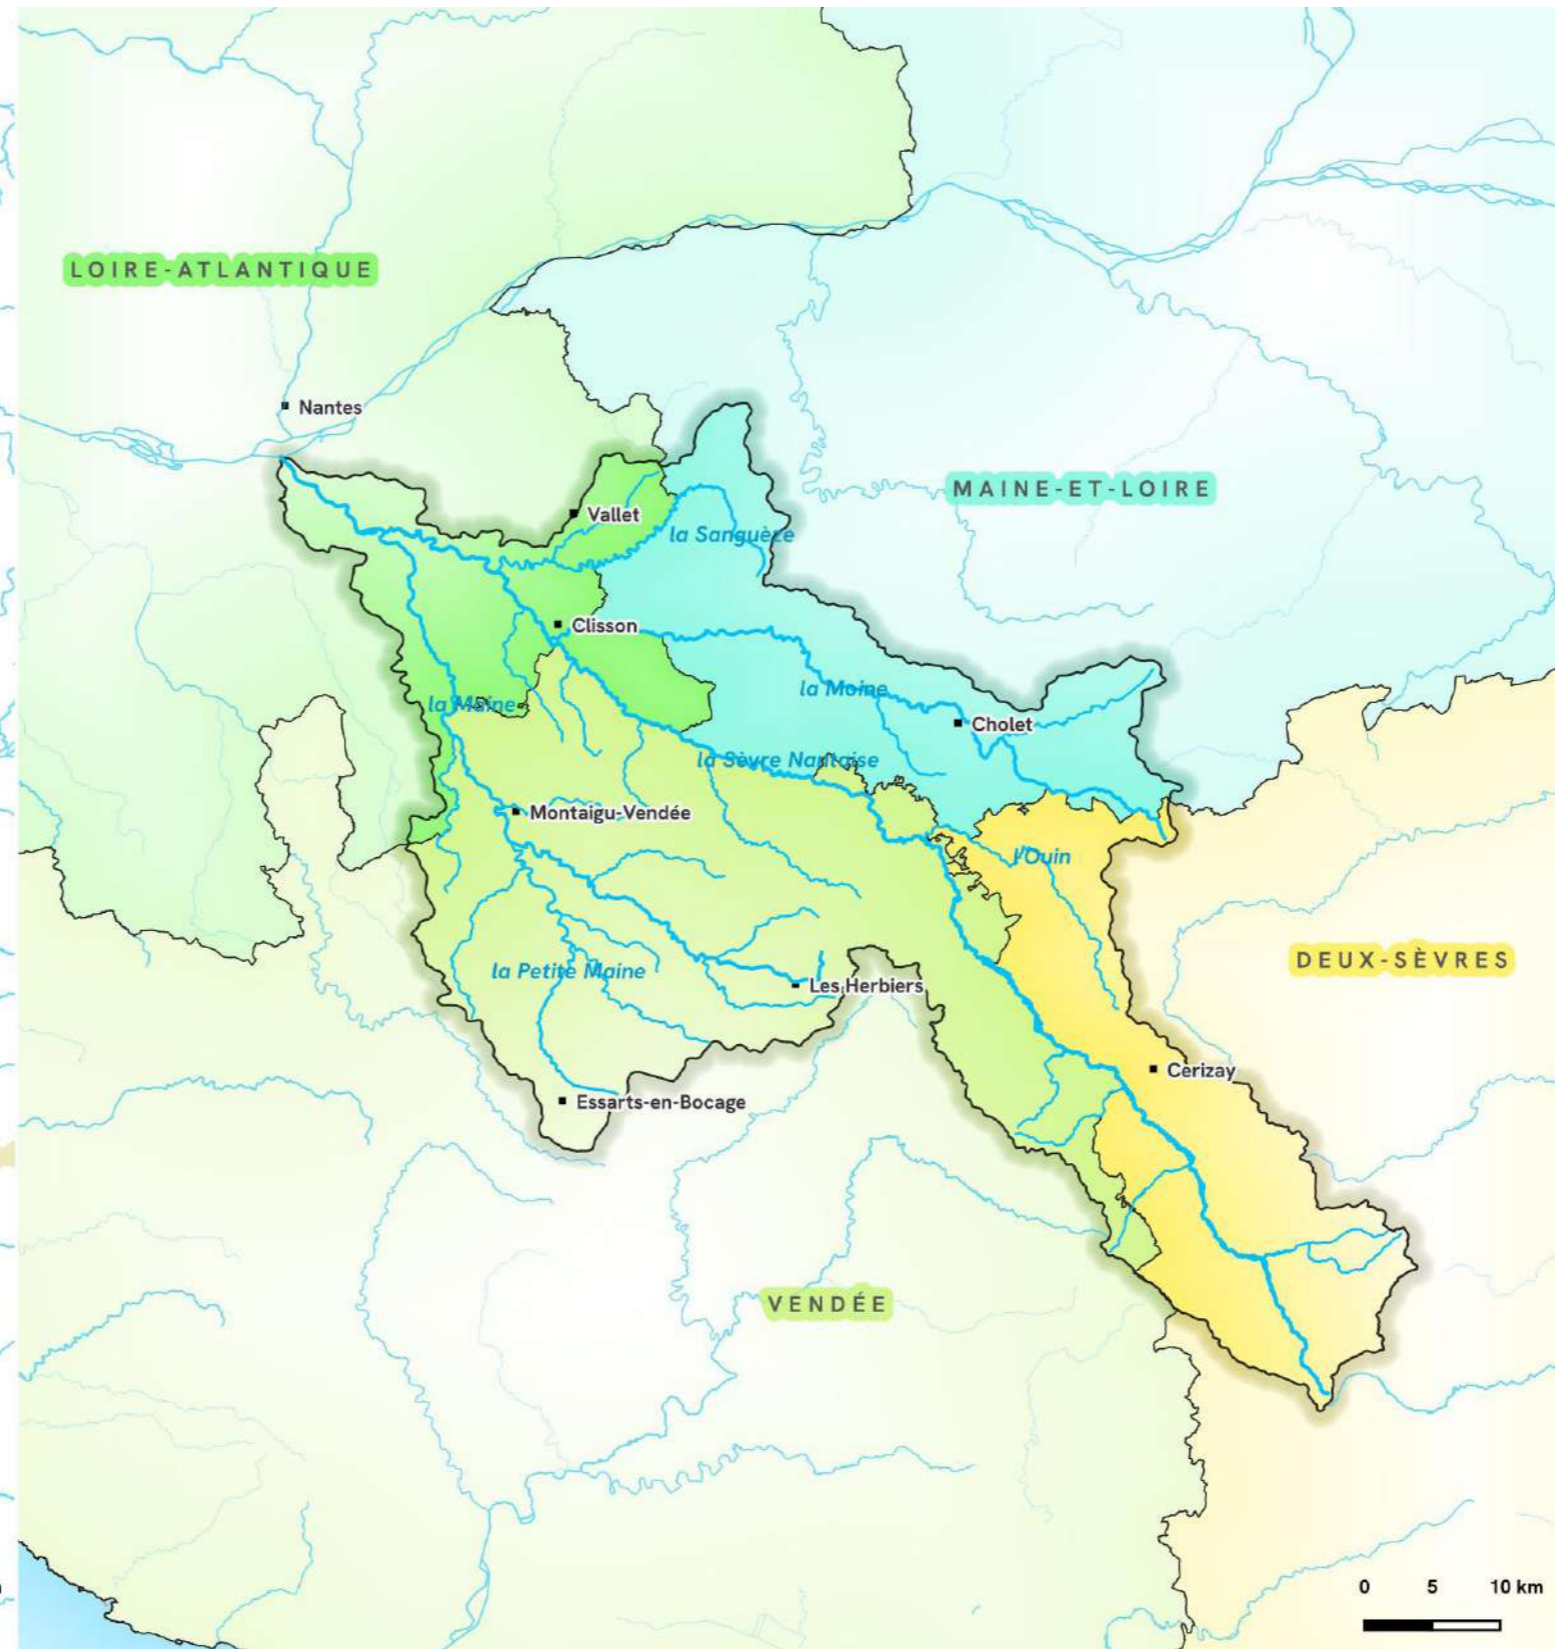 LOIRE-ATLANTIQUE
Nantes
MAINE-ET-LOIRE
Vallet
la Sanguèze
Clisson
la Moine
la Maine
Cholet
la Sèvre Nantaise
Montaigu-Vendée
l'Ouin
DEUX-SÈVRES
la Petite Maine
Les Herbiers
Cerizay
Essarts-en-Bocage
VENDÉE
0 5 10 km